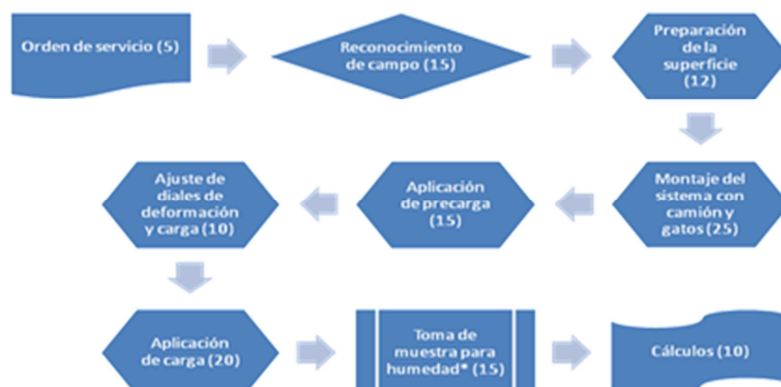 Orden de servicio (5)
Reconocimiento
de campo (15)
Preparación
de la
superficie
(12)
Montaje del
sistema con
camión y
gatos (25)
Aplicación
de precarga
(15)
Ajuste de
diales de
deformación
y carga (10)
Aplicación
de carga (20)
Toma de
muestra para
humedad* (15)
Cálculos (10)